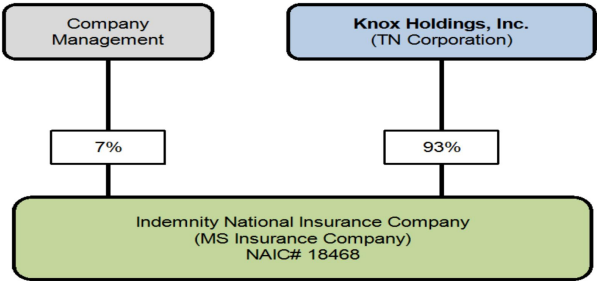 Company
Management
Knox Holdings, Inc.
(TN Corporation)
7%
93%
Indemnity National Insurance Company
(MS Insurance Company)
NAIC# 18468